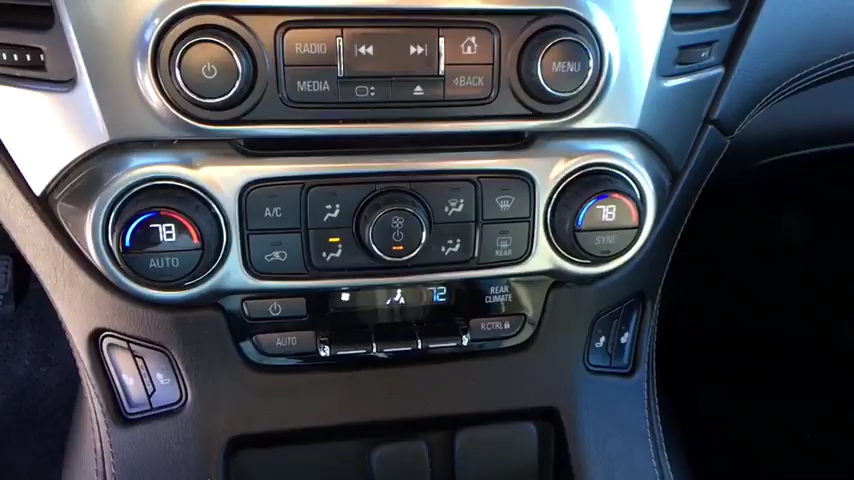 RADIO
MEDIA
BACK
MENU
A/C
REAR
78
AUTO
78
SYNC
72
REAR
CLIMATE
AUTO
RCTRL